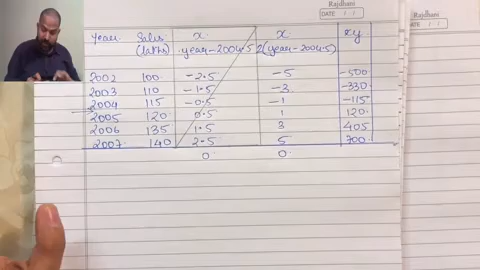 Rajdhani
DATE / /
Rajdhani
DATE / /
Year Sales (lakhs) x year-2004.5 x 2(year-2004.5) xy
2002 100 -2.5 -5 -500
2003 110 -1.5 -3 -330
2004 115 -0.5 -1 -115
2005 120 0.5 1 120
2006 135 1.5 3 405
2007 140 2.5 5 700
0 0